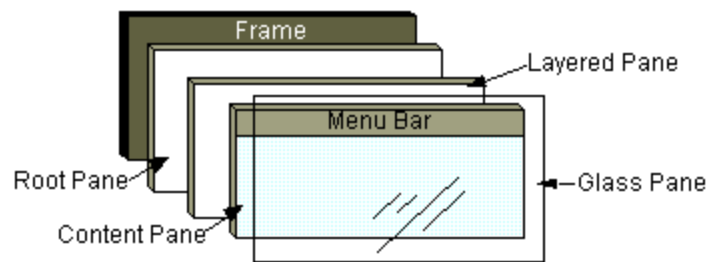 Frame
Layered Pane
Menu Bar
Root Pane
Glass Pane
Content Pane